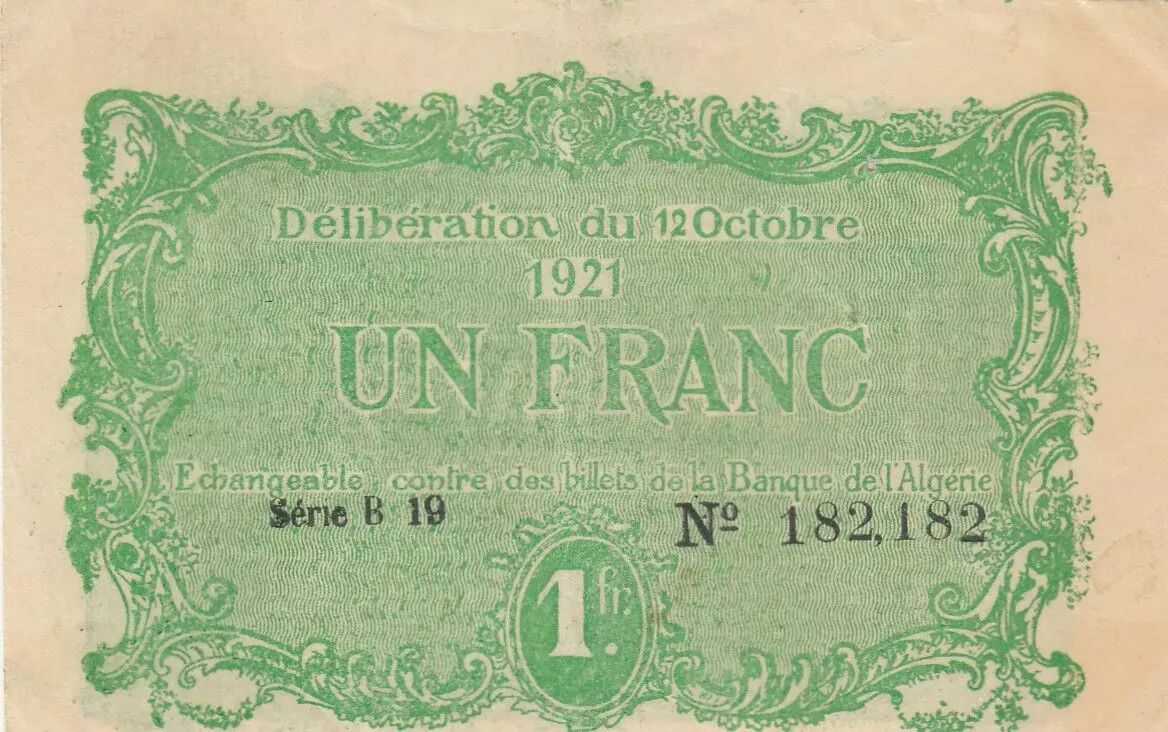 Délibération du 12 Octobre
1921
UN FRANC
Echangeable contre des billets de la Banque de l'Algérie
Série B 19 Nº 182,182
1 fr.